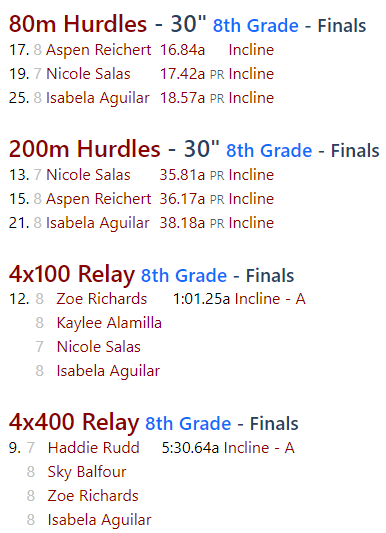 80m Hurdles - 30" 8th Grade - Finals
17. 8 Aspen Reichert 16.84a Incline
19. 7 Nicole Salas 17.42a PR Incline
25. 8 Isabela Aguilar 18.57a PR Incline
200m Hurdles - 30" 8th Grade - Finals
13. 7 Nicole Salas 35.81a PR Incline
15. 8 Aspen Reichert 36.17a PR Incline
21. 8 Isabela Aguilar 38.18a PR Incline
4x100 Relay 8th Grade - Finals
12. 8 Zoe Richards 1:01.25a Incline - A
8 Kaylee Alamilla
7 Nicole Salas
8 Isabela Aguilar
4x400 Relay 8th Grade - Finals
9. 7 Haddie Rudd 5:30.64a Incline - A
8 Sky Balfour
8 Zoe Richards
8 Isabela Aguilar